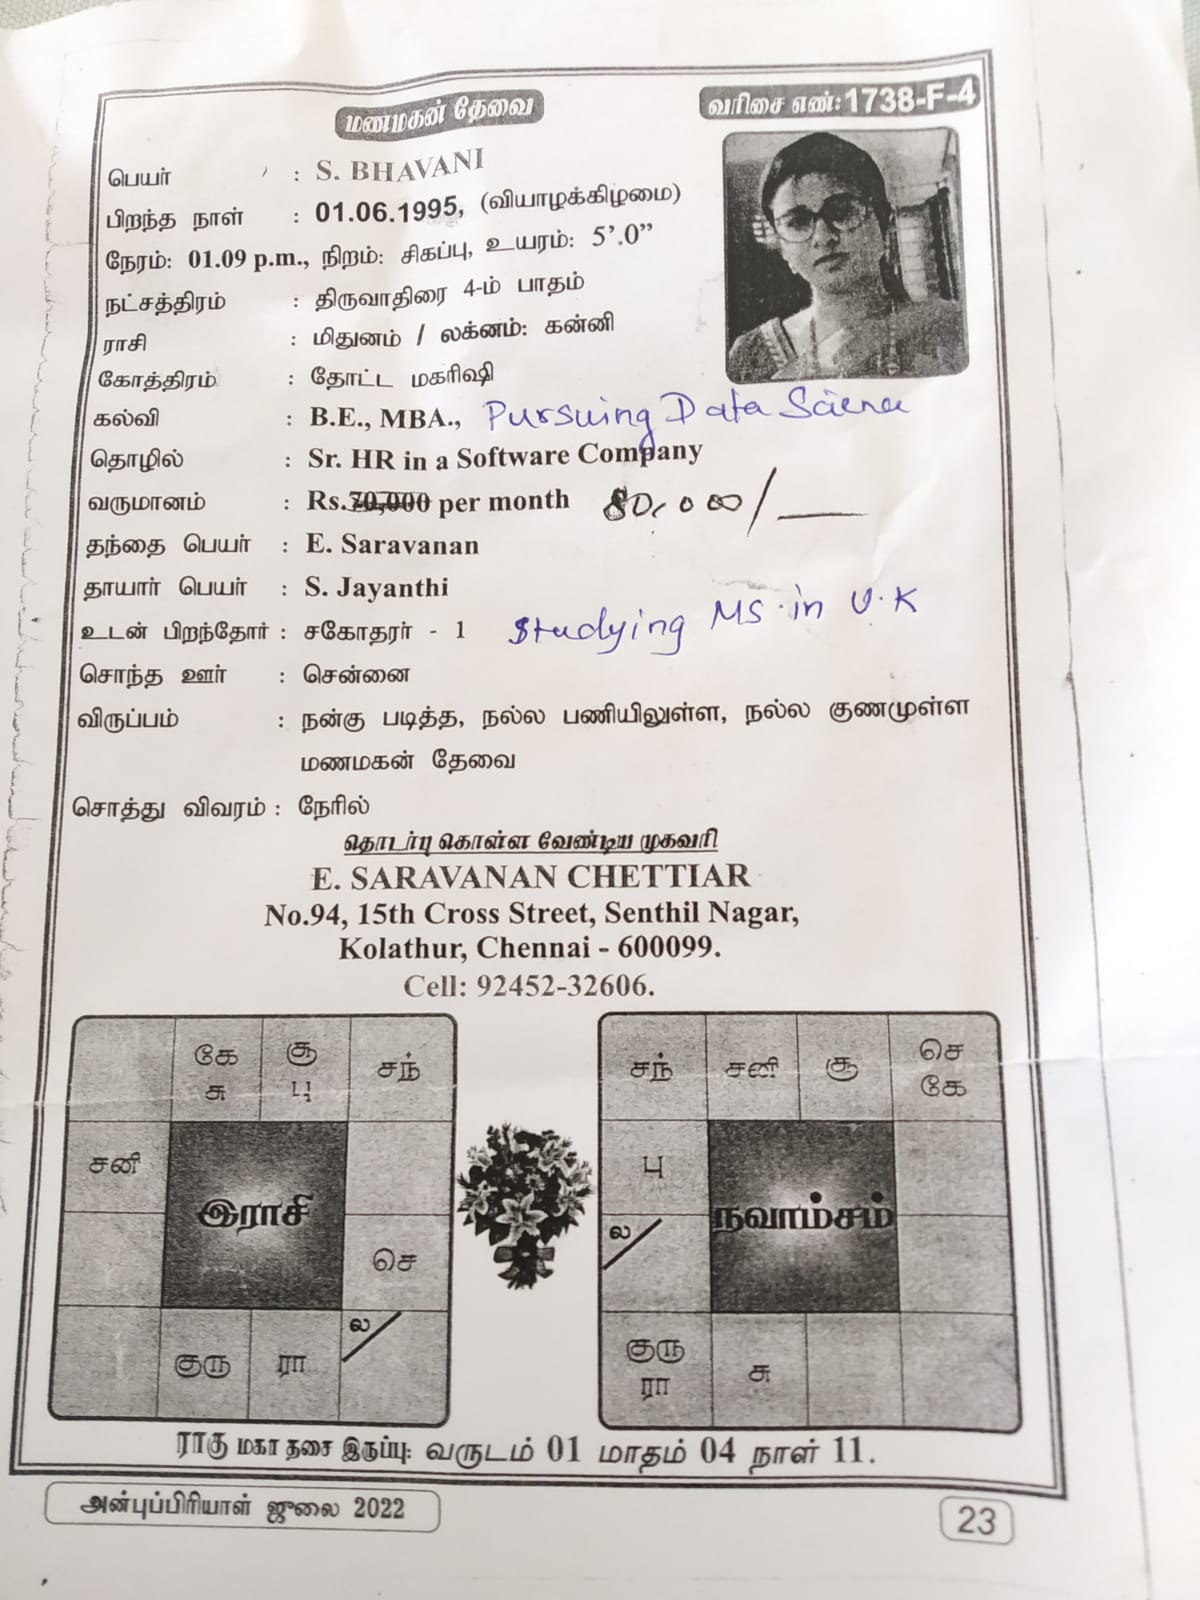 மணமகன் தேவை
வரிசை எண்:1738-F-4
பெயர் : S. BHAVANI
பிறந்த நாள் : 01.06.1995, (வியாழக்கிழமை)
நேரம்: 01.09 p.m., நிறம்: சிகப்பு, உயரம்: 5'.0”
நட்சத்திரம் : திருவாதிரை 4-ம் பாதம்
ராசி : மிதுனம் / லக்னம்: கன்னி
கோத்திரம் : தோட்ட மகரிஷி
கல்வி : B.E., MBA., Pursuing Data Science
தொழில் : Sr. HR in a Software Company
வருமானம் : Rs.70,000 per month 80,000/__
தந்தை பெயர் : E. Saravanan
தாயார் பெயர் : S. Jayanthi
உடன் பிறந்தோர் : சகோதரர் - 1 Studying MS in U.K
சொந்த ஊர் : சென்னை
விருப்பம் : நன்கு படித்த, நல்ல பணியிலுள்ள, நல்ல குணமுள்ள
மணமகன் தேவை
சொத்து விவரம் : நேரில்
தொடர்பு கொள்ள வேண்டிய முகவரி
E. SARAVANAN CHETTIAR
No.94, 15th Cross Street, Senthil Nagar,
Kolathur, Chennai - 600099.
Cell: 92452-32606.
கே சு
சூ பு
சந்
சனி
இராசி
செ
குரு
ரா
ல
சந்
சனி
சூ
செ கே
பு
நவாம்சம்
ல
குரு ரா
சு
ராகு மகா தசை இருப்பு: வருடம் 01 மாதம் 04 நாள் 11.
அன்புப்பிரியாள் ஜுலை 2022
23